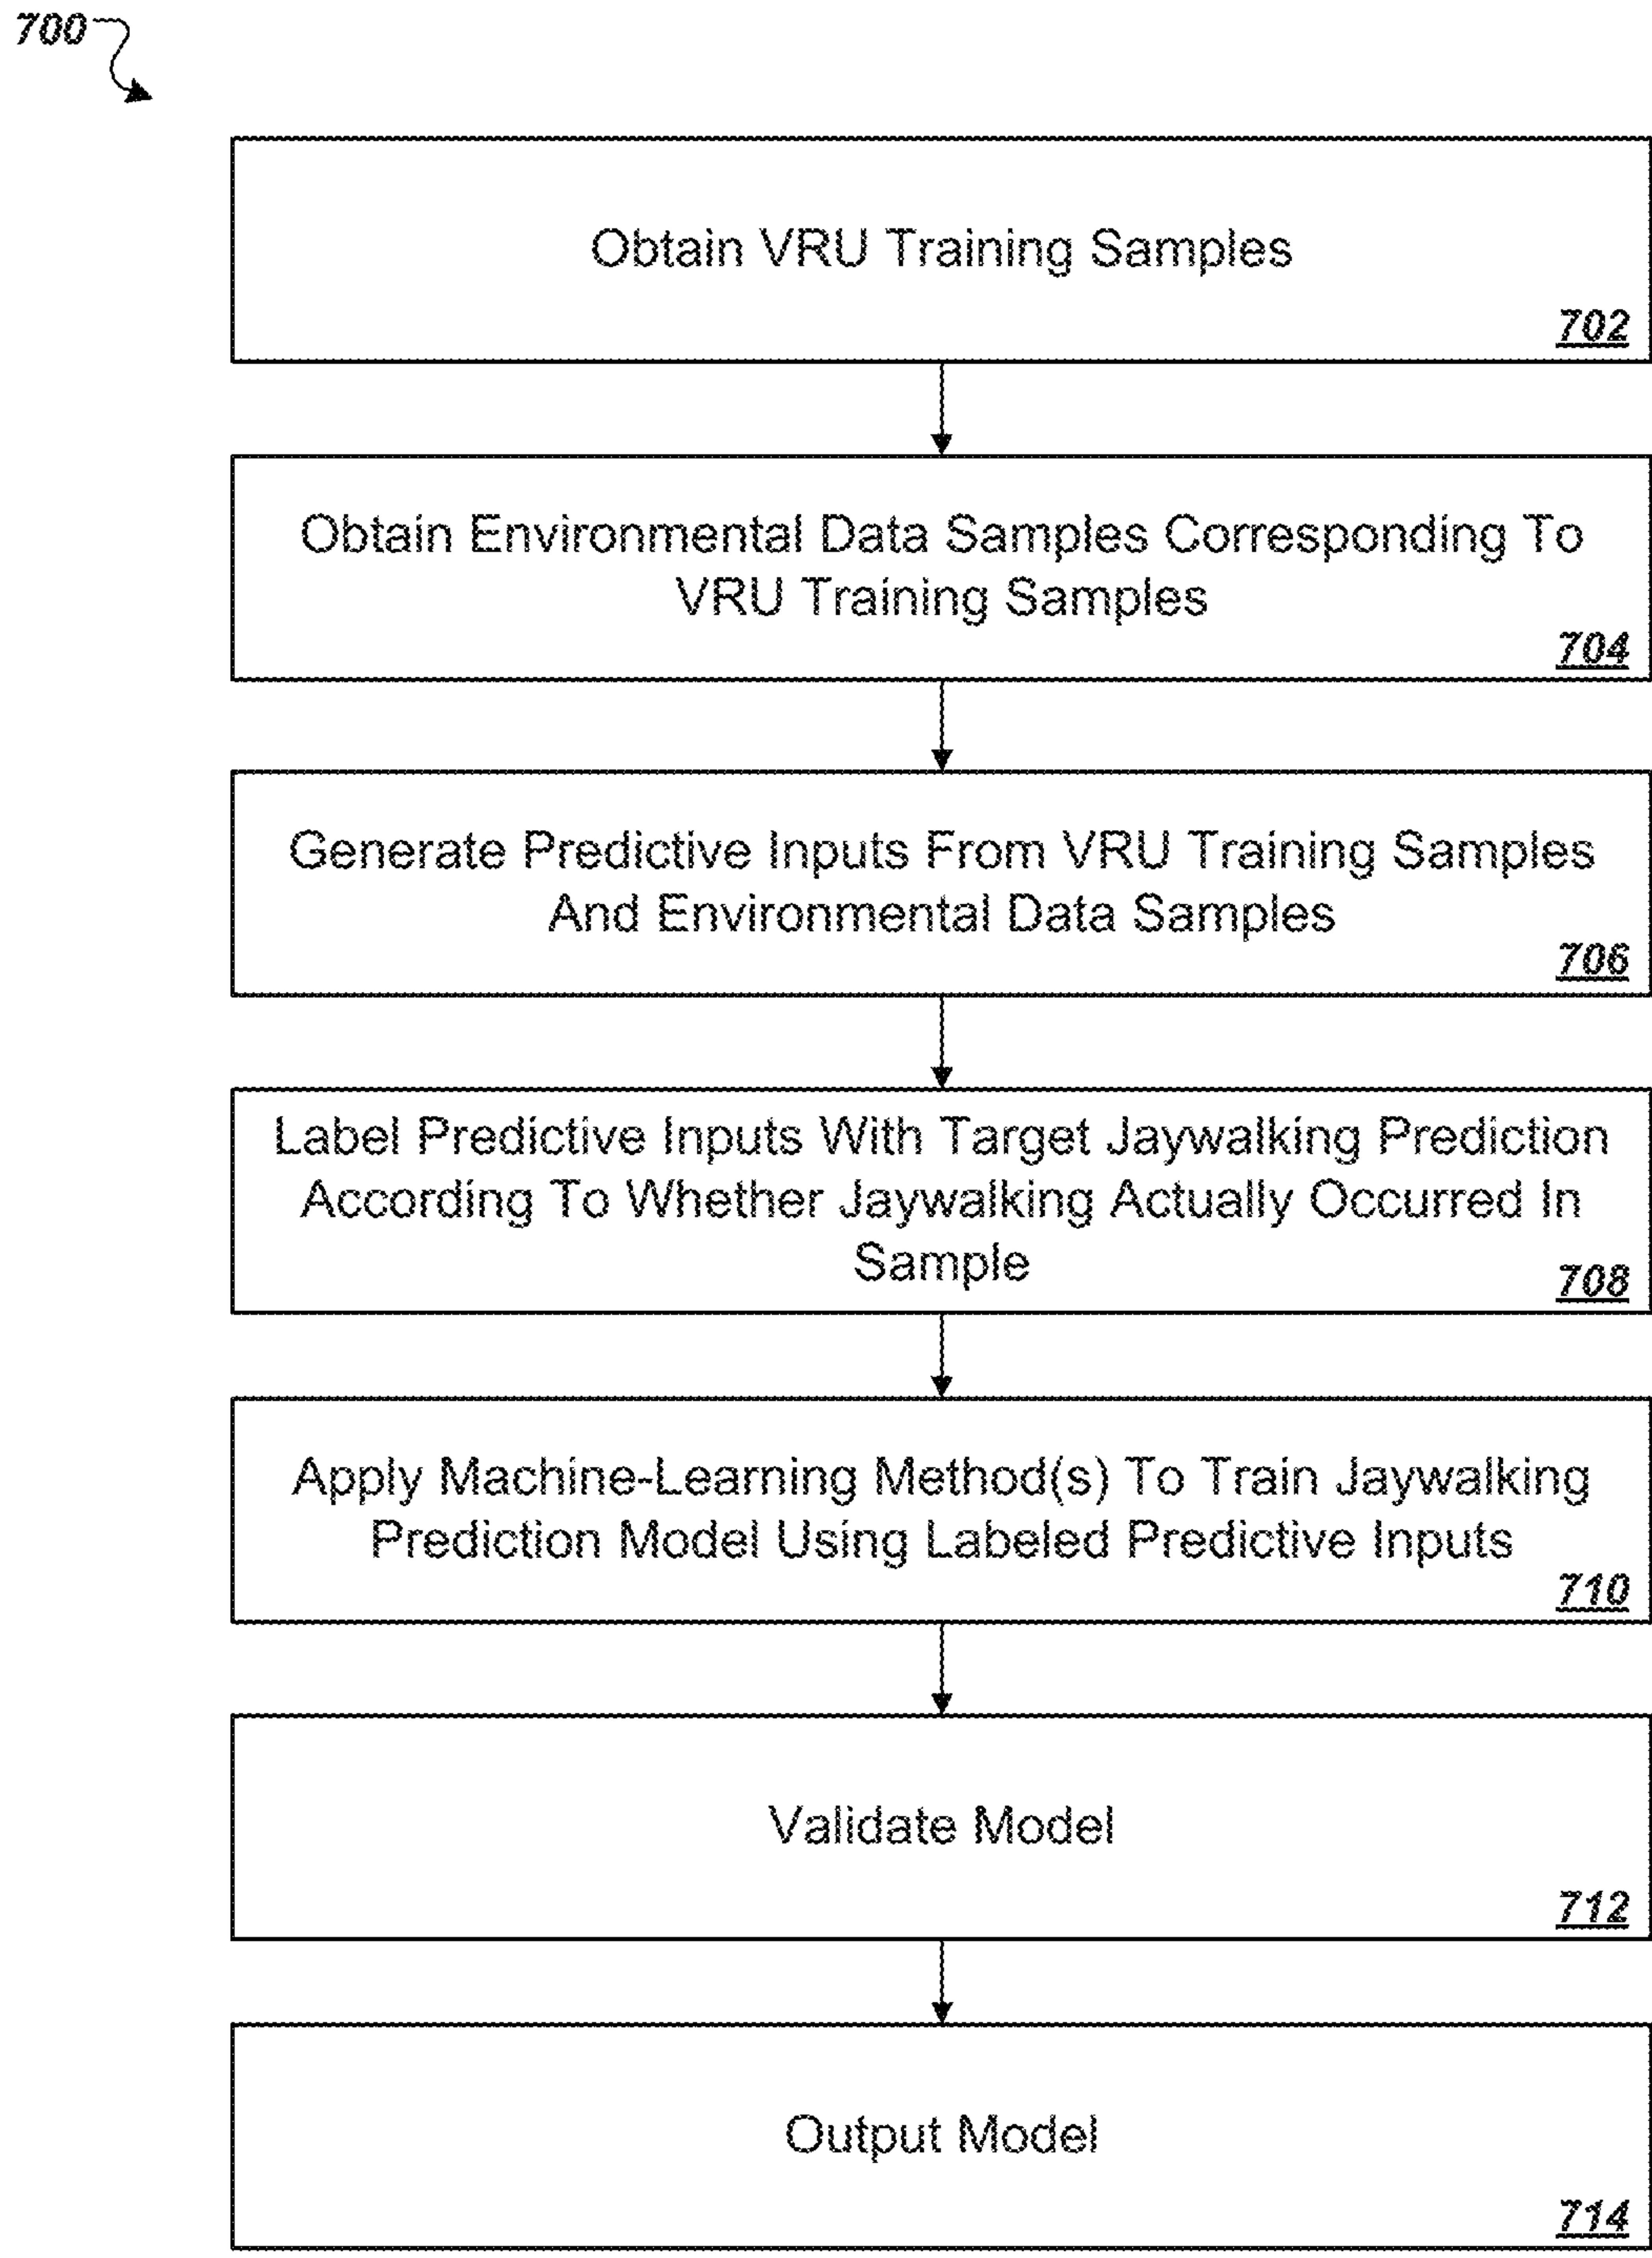 700
Obtain VRU Training Samples
702
Obtain Environmental Data Samples Corresponding To
VRU Training Samples
704
Generate Predictive Inputs From VRU Training Samples
And Environmental Data Samples
706
Label Predictive Inputs With Target Jaywalking Prediction
According To Whether Jaywalking Actually Occurred In
Sample
708
Apply Machine-Learning Method(s) To Train Jaywalking
Prediction Model Using Labeled Predictive Inputs
710
Validate Model
712
Output Model
714